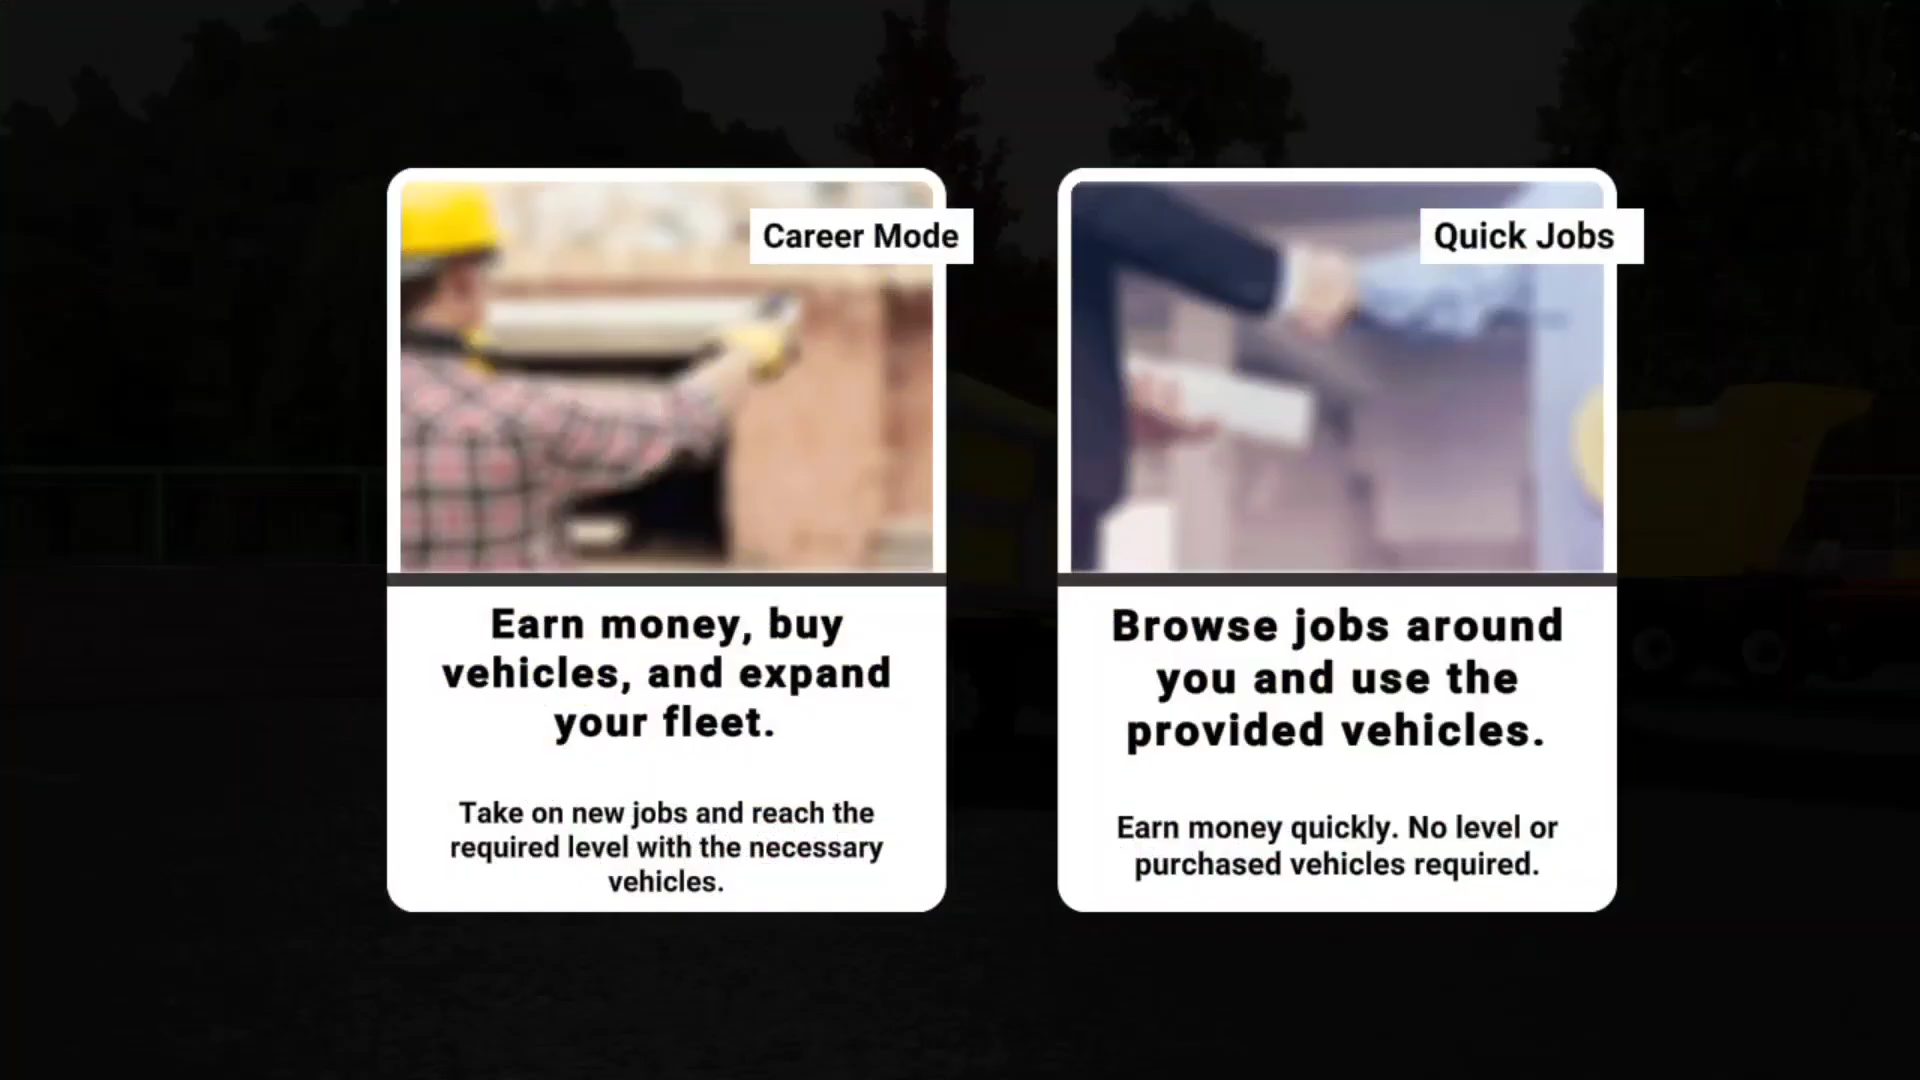 Career Mode
Earn money, buy
vehicles, and expand
your fleet.
Take on new jobs and reach the
required level with the necessary
vehicles.
Quick Jobs
Browse jobs around
you and use the
provided vehicles.
Earn money quickly. No level or
purchased vehicles required.